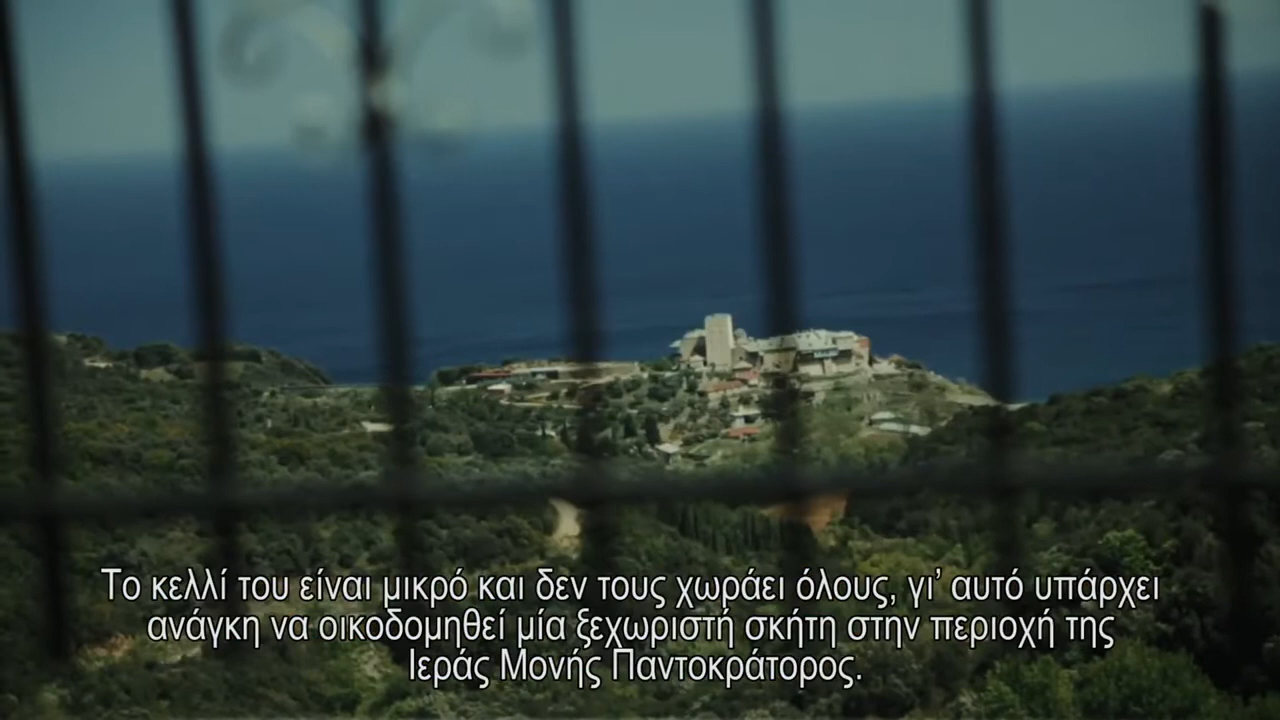 Το κελλί του είναι μικρό και δεν τους χωράει όλους, γι’ αυτό υπάρχει
ανάγκη να οικοδομηθεί μία ξεχωριστή σκήτη στην περιοχή της
Ιεράς Μονής Παντοκράτορος.